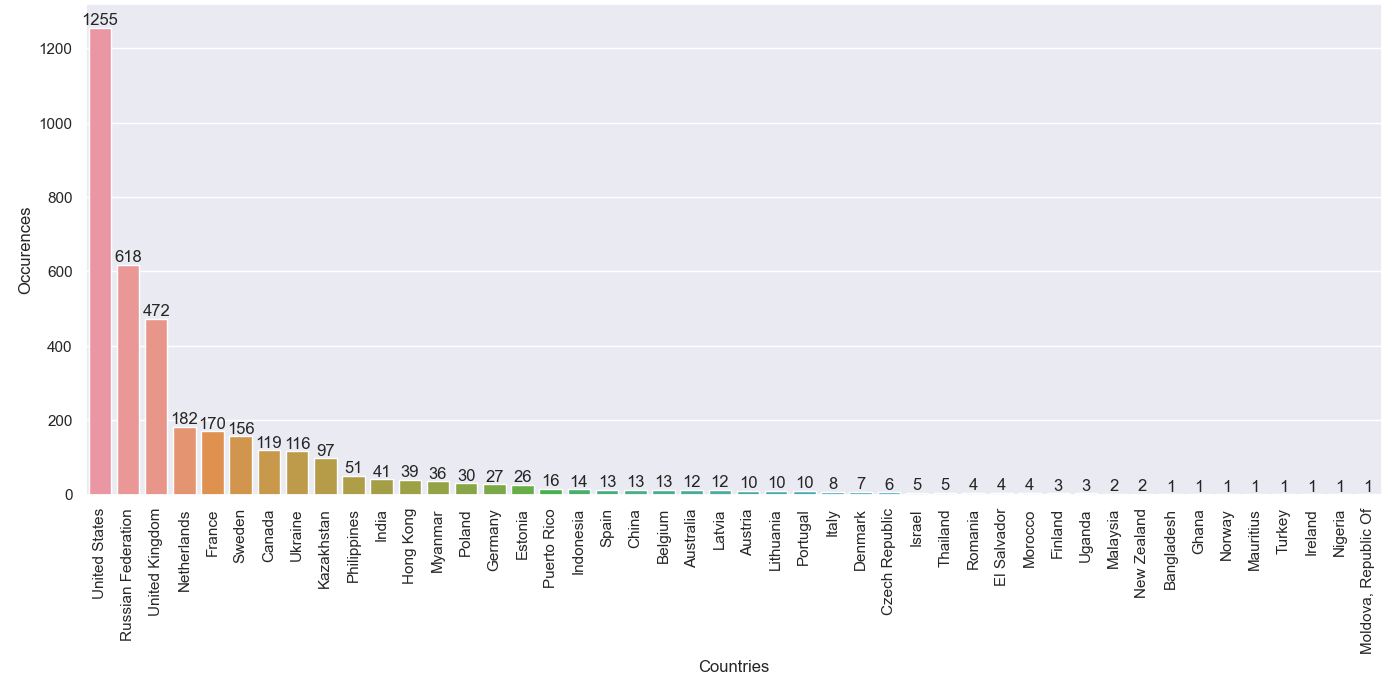 1255
1200
1000
800
600
400
200
0
Occurences
618
472
182
170
156
119
116
97
51
41
39
36
30
27
26
16
14
13
13
13
12
12
10
10
10
8
7
6
5
5
4
4
4
3
3
2
2
1
1
1
1
1
1
1
1
United States
Russian Federation
United Kingdom
Netherlands
France
Sweden
Canada
Ukraine
Kazakhstan
Philippines
India
Hong Kong
Myanmar
Poland
Germany
Estonia
Puerto Rico
Indonesia
Spain
China
Belgium
Australia
Latvia
Austria
Lithuania
Portugal
Italy
Denmark
Czech Republic
Israel
Thailand
Romania
El Salvador
Morocco
Finland
Uganda
Malaysia
New Zealand
Bangladesh
Ghana
Norway
Mauritius
Turkey
Ireland
Nigeria
Moldova, Republic Of
Countries